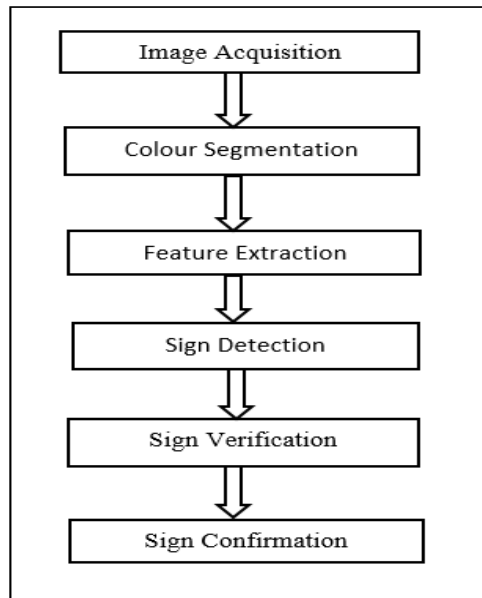 Image Acquisition
Colour Segmentation
Feature Extraction
Sign Detection
Sign Verification
Sign Confirmation